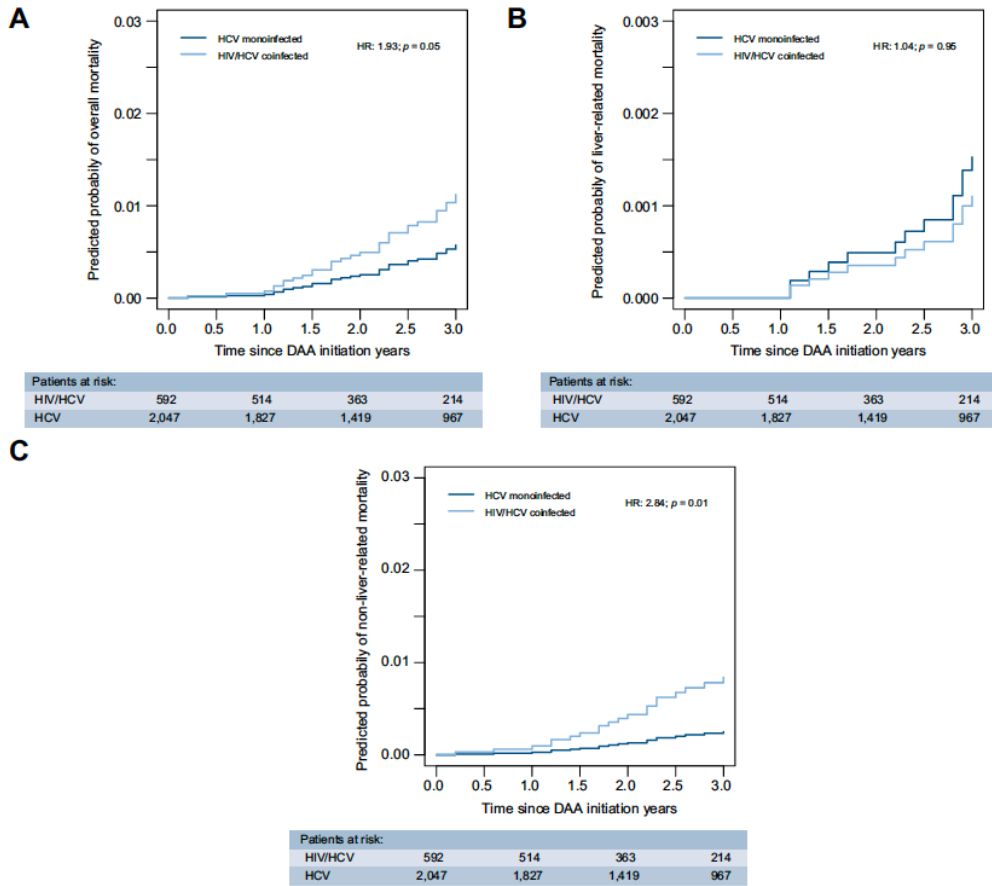 A
Predicted probabily of overall mortality
0.03
0.02
0.01
0.00
HCV monoinfected
HIV/HCV coinfected
HR: 1.93; p = 0.05
0.0 0.5 1.0 1.5 2.0 2.5 3.0
Time since DAA initiation years
Patients at risk:
HIV/HCV 592 514 363 214
HCV 2,047 1,827 1,419 967
B
Predicted probabily of liver-related mortality
0.003
0.002
0.001
0.000
HCV monoinfected
HIV/HCV coinfected
HR: 1.04; p = 0.95
0.0 0.5 1.0 1.5 2.0 2.5 3.0
Time since DAA initiation years
Patients at risk:
HIV/HCV 592 514 363 214
HCV 2,047 1,827 1,419 967
C
Predicted probabily of non-liver-related mortality
0.03
0.02
0.01
0.00
HCV monoinfected
HIV/HCV coinfected
HR: 2.84; p = 0.01
0.0 0.5 1.0 1.5 2.0 2.5 3.0
Time since DAA initiation years
Patients at risk:
HIV/HCV 592 514 363 214
HCV 2,047 1,827 1,419 967